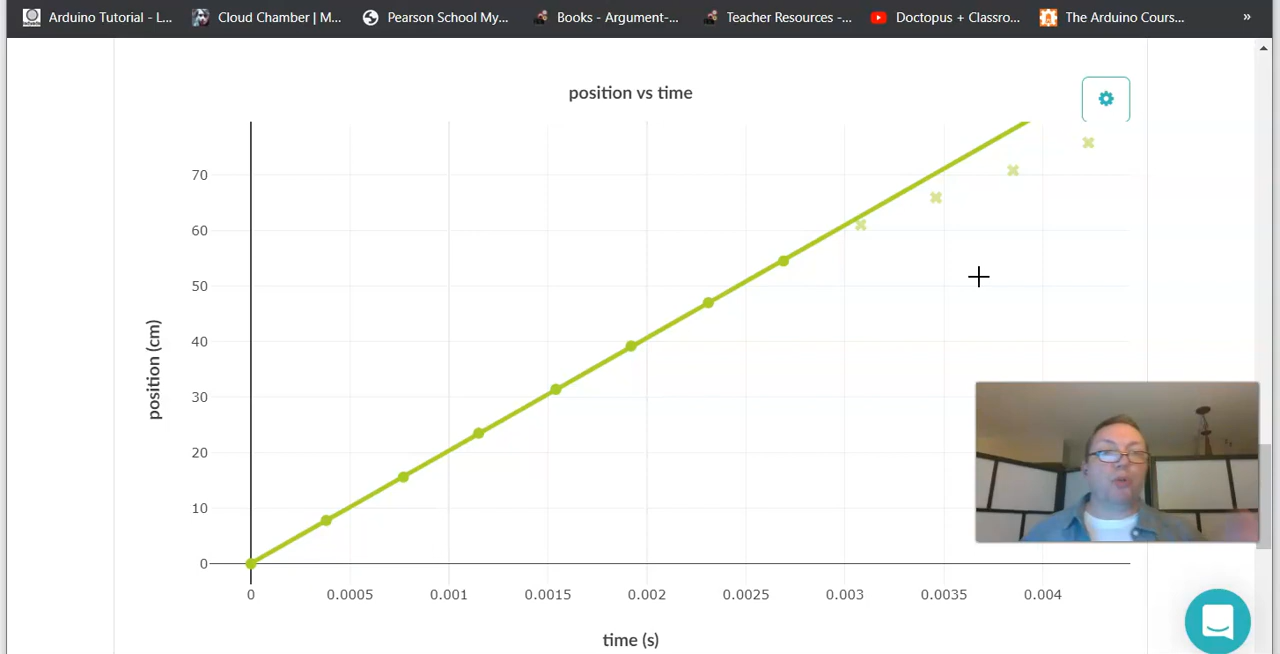 Arduino Tutorial - L... Cloud Chamber | M... Pearson School My... Books - Argument-... Teacher Resources -... Doctopus + Classro... The Arduino Cours... »
position vs time
70
60
50
40
30
20
10
0
position (cm)
0 0.0005 0.001 0.0015 0.002 0.0025 0.003 0.0035 0.004
time (s)